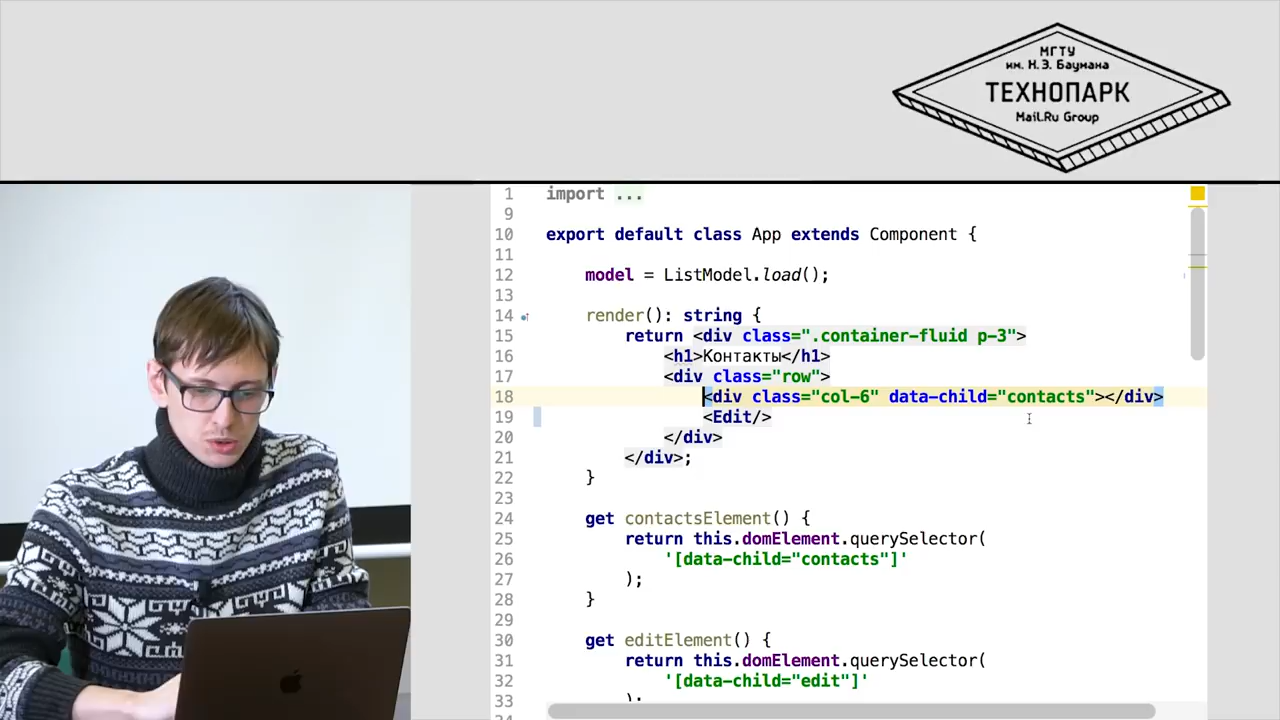 МГТУ
им. Н.Э. Баумана
ТЕХНОПАРК
Mail.Ru Group
1 import ...
9
10 export default class App extends Component {
11
12 model = ListModel.load();
13
14 render(): string {
15 return <div class=".container-fluid p-3">
16 <h1>Контакты</h1>
17 <div class="row">
18 <div class="col-6" data-child="contacts"></div>
19 <Edit/>
20 </div>
21 </div>;
22 }
23
24 get contactsElement() {
25 return this.domElement.querySelector(
26 '[data-child="contacts"]'
27 );
28 }
29
30 get editElement() {
31 return this.domElement.querySelector(
32 '[data-child="edit"]'
33 );